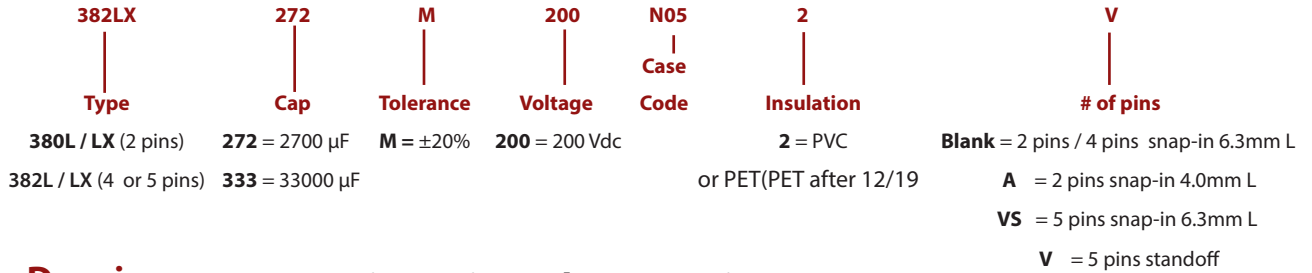 382LX 272 M 200 N05 2 V
Case
Type Cap Tolerance Voltage Code Insulation # of pins
380L / LX (2 pins) 272 = 2700 µF M = ±20% 200 = 200 Vdc 2 = PVC Blank = 2 pins / 4 pins snap-in 6.3mm L
382L / LX (4 or 5 pins) 333 = 33000 µF or PET(PET after 12/19 A = 2 pins snap-in 4.0mm L
VS = 5 pins snap-in 6.3mm L
V = 5 pins standoff